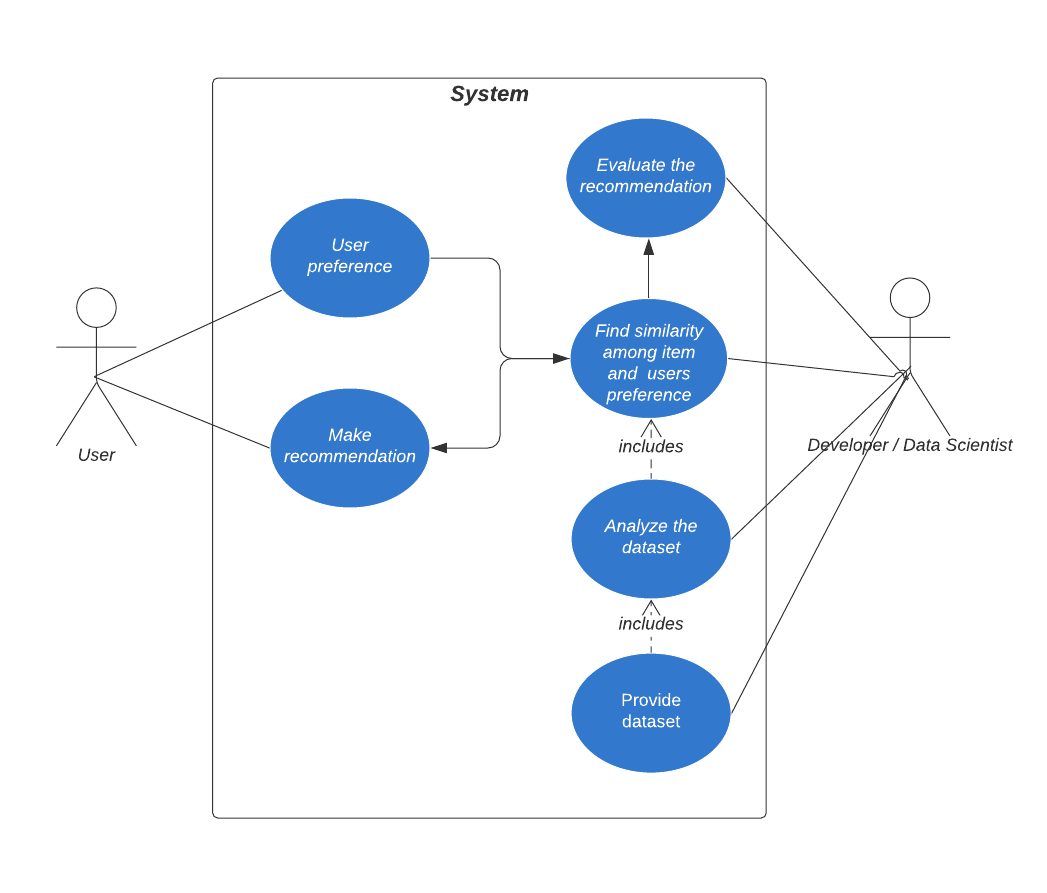 System
Evaluate the
recommendation
User
preference
Find similarity
among item
and users
preference
Make
recommendation
includes
User
Developer / Data Scientist
Analyze the
dataset
includes
Provide
dataset